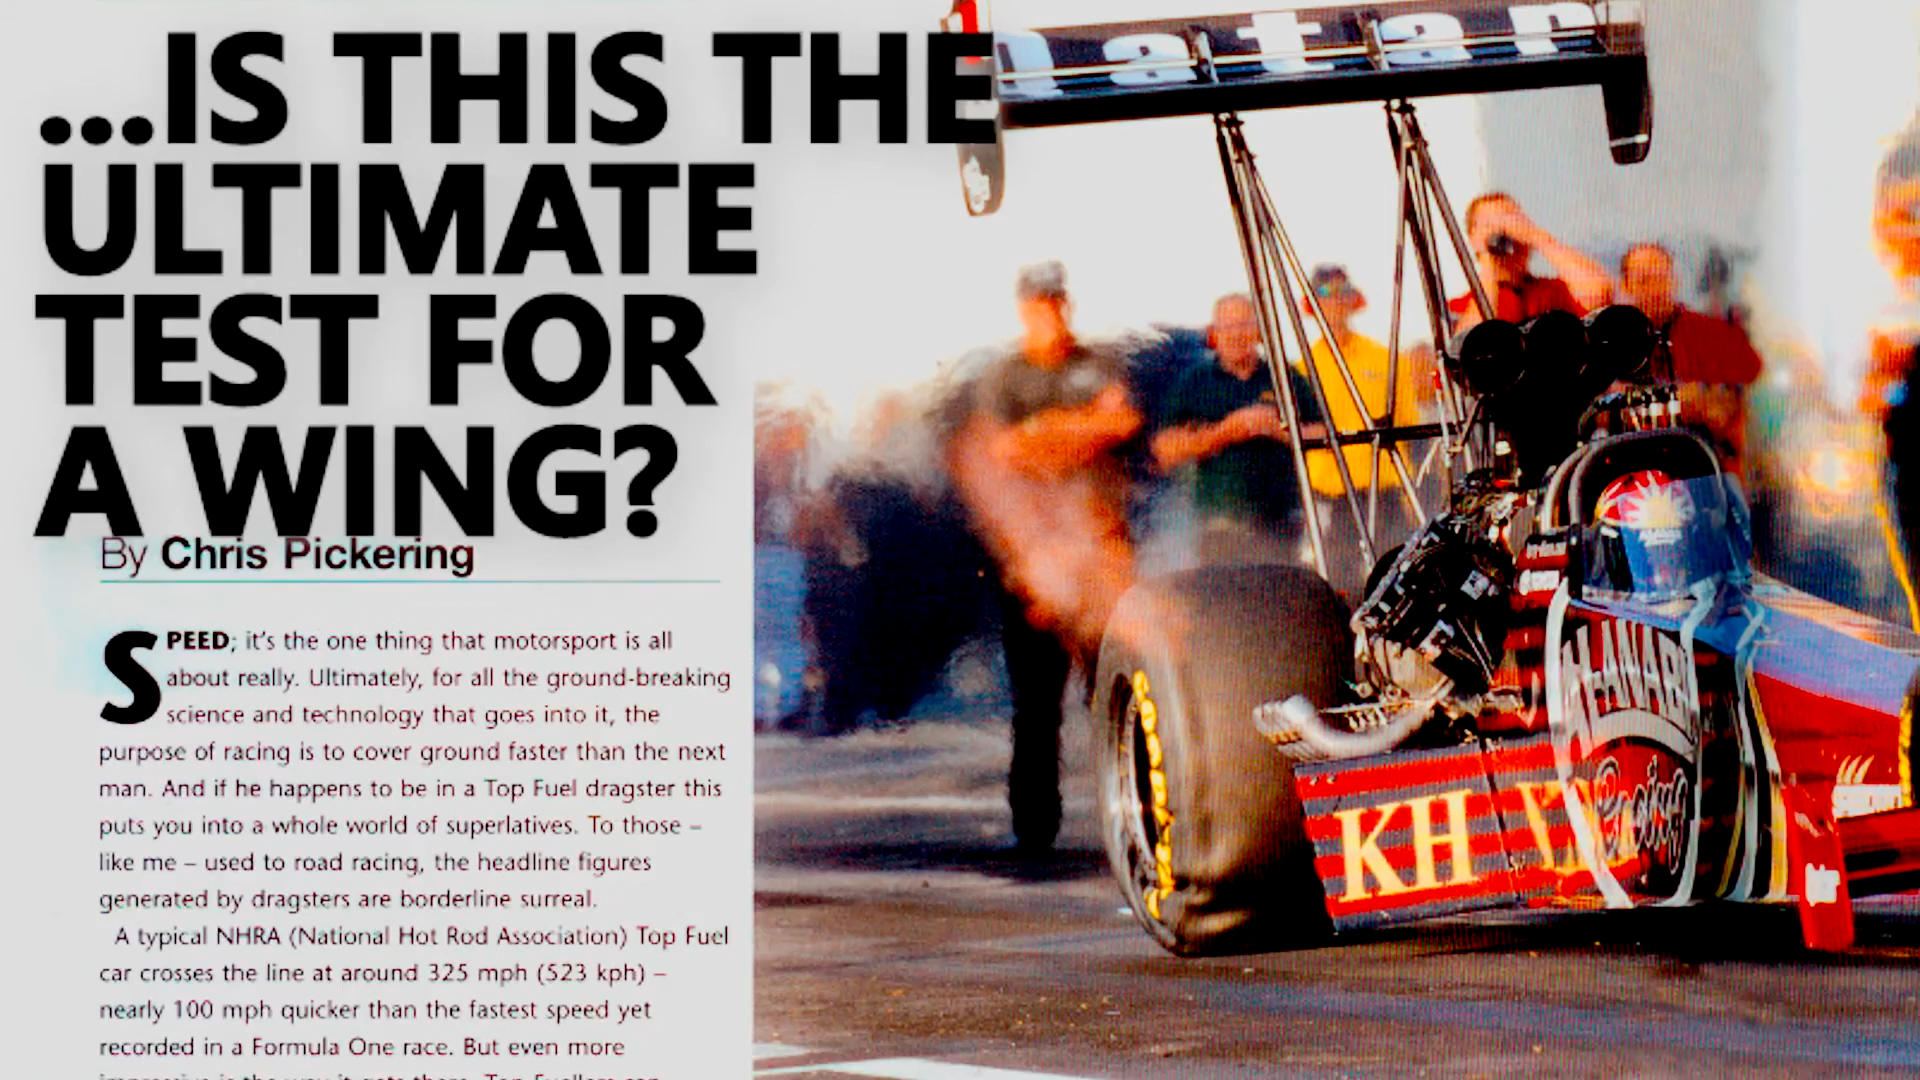 ...IS THIS THE
ULTIMATE
TEST FOR
A WING?
By Chris Pickering
SPEED; it's the one thing that motorsport is all
about really. Ultimately, for all the ground-breaking
science and technology that goes into it, the
purpose of racing is to cover ground faster than the next
man. And if he happens to be in a Top Fuel dragster this
puts you into a whole world of superlatives. To those –
like me – used to road racing, the headline figures
generated by dragsters are borderline surreal.
A typical NHRA (National Hot Rod Association) Top Fuel
car crosses the line at around 325 mph (523 kph) –
nearly 100 mph quicker than the fastest speed yet
recorded in a Formula One race. But even more
atar
GOODYEAR
KH
Racing